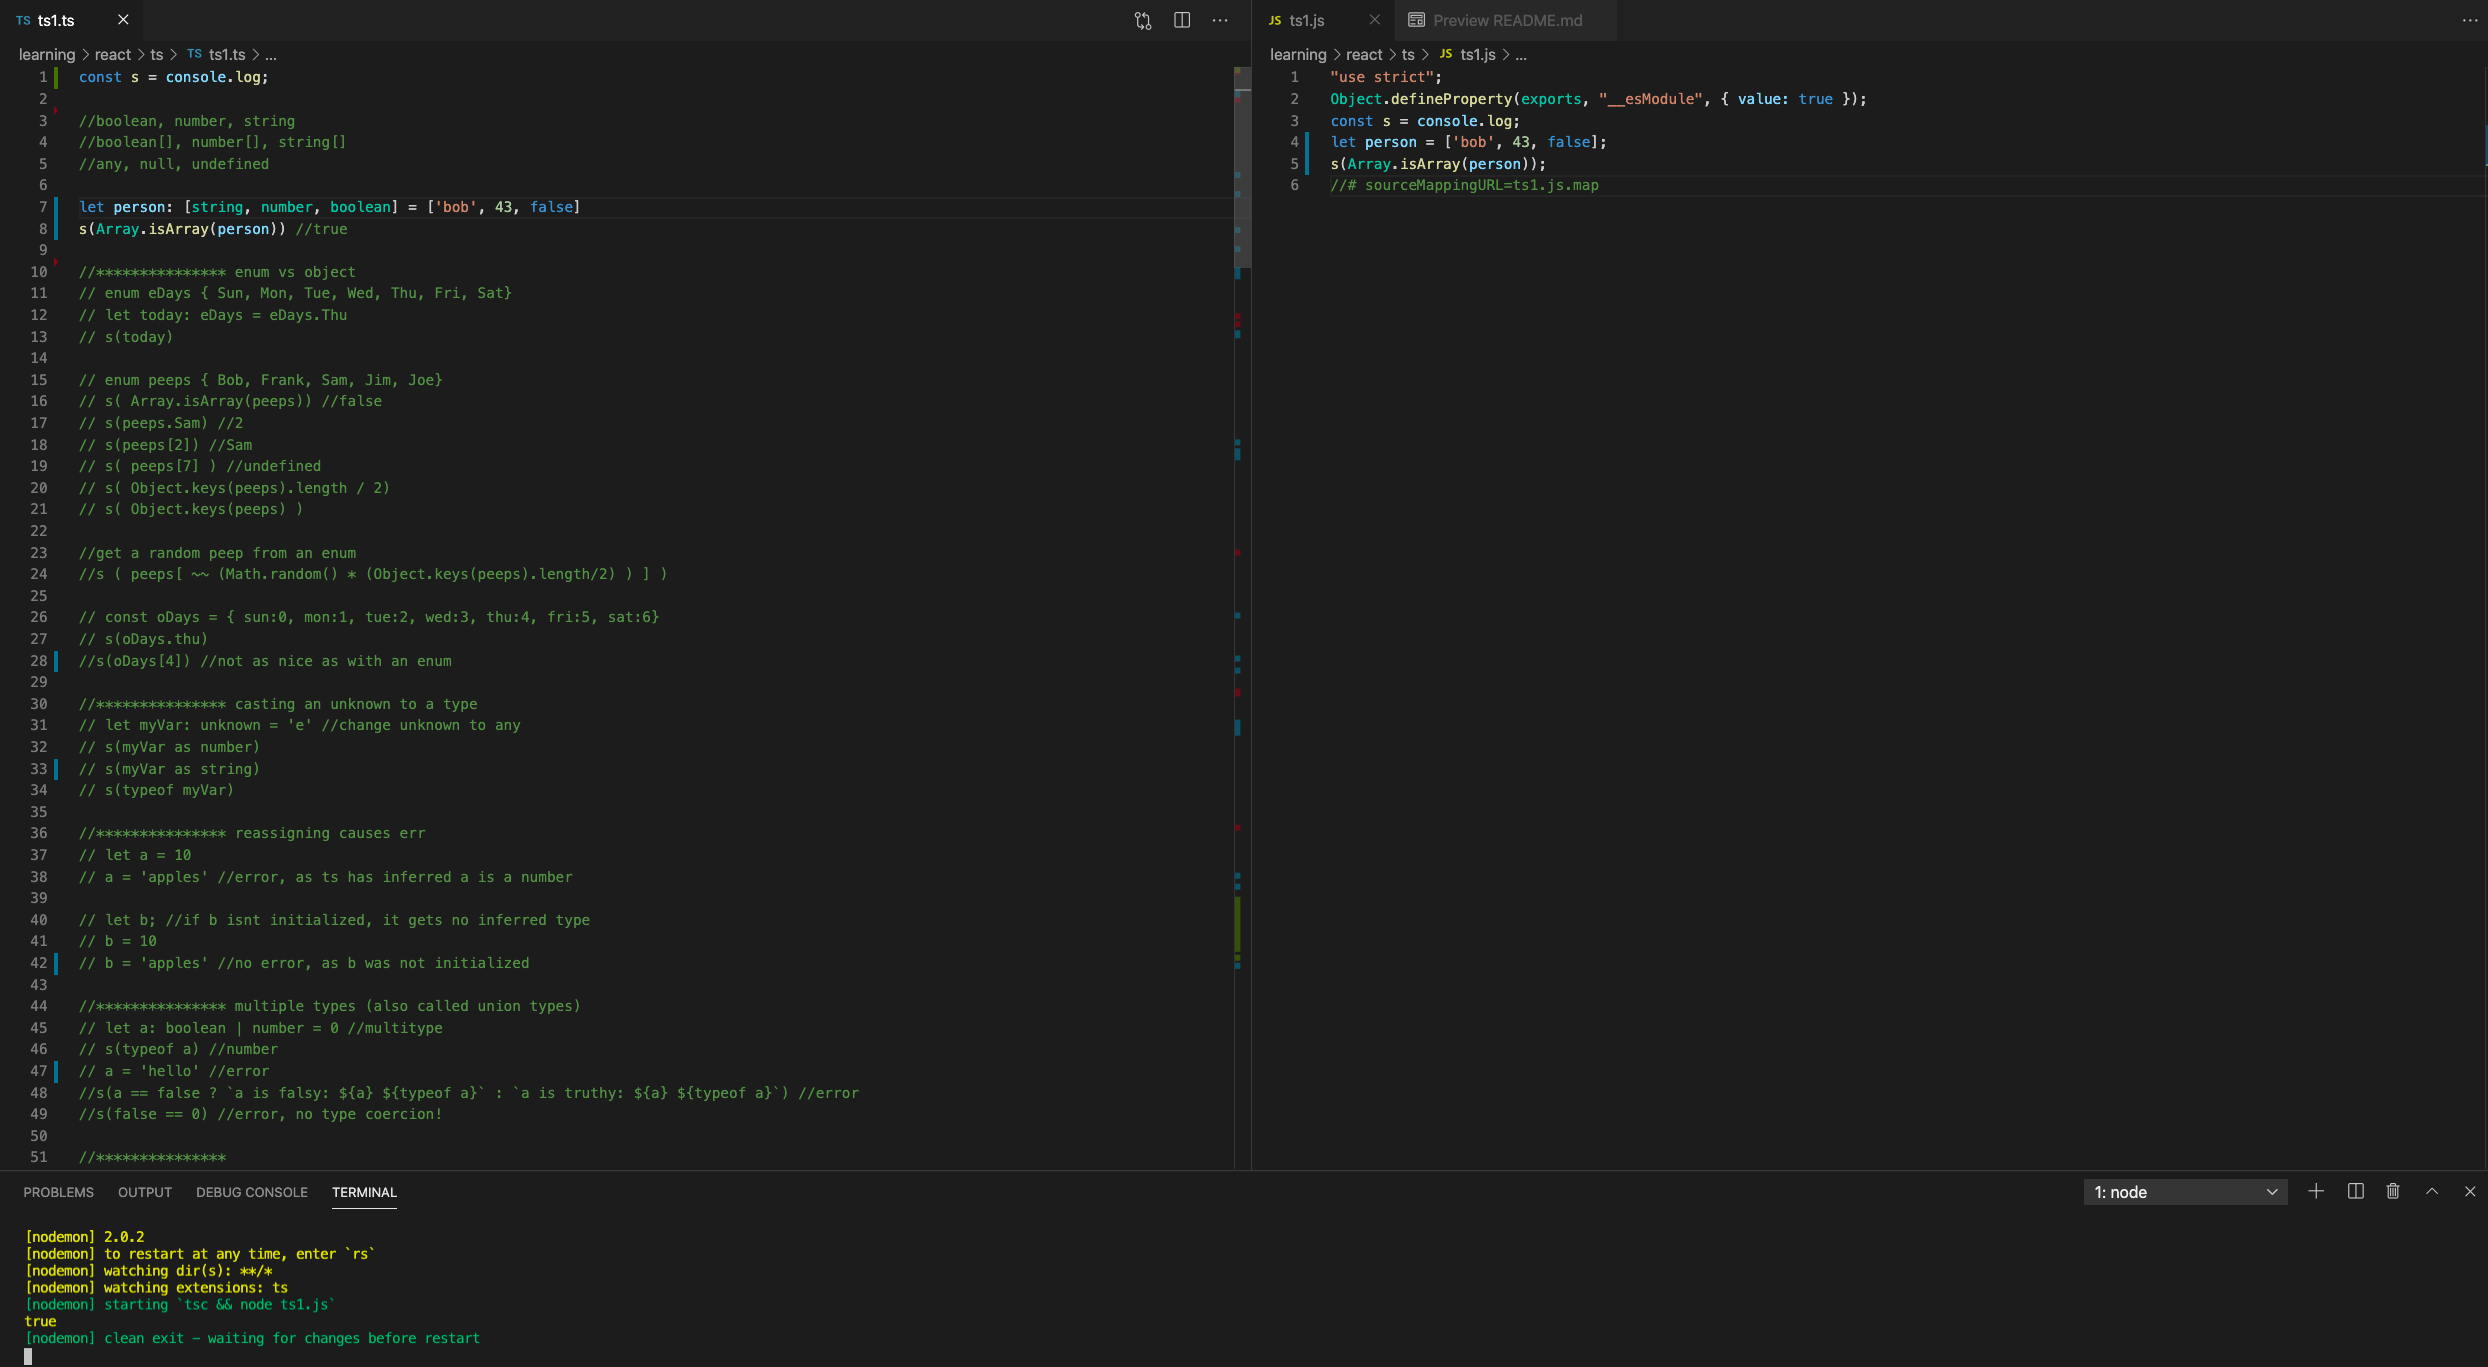 TS ts1.ts
learning > react > ts > TS ts1.ts > ...
1 const s = console.log;
2
3 //boolean, number, string
4 //boolean[], number[], string[]
5 //any, null, undefined
6
7 let person: [string, number, boolean] = ['bob', 43, false]
8 s(Array.isArray(person)) //true
9
10 //*************** enum vs object
11 // enum eDays { Sun, Mon, Tue, Wed, Thu, Fri, Sat}
12 // let today: eDays = eDays.Thu
13 // s(today)
14
15 // enum peeps { Bob, Frank, Sam, Jim, Joe}
16 // s( Array.isArray(peeps)) //false
17 // s(peeps.Sam) //2
18 // s(peeps[2]) //Sam
19 // s( peeps[7] ) //undefined
20 // s( Object.keys(peeps).length / 2)
21 // s( Object.keys(peeps) )
22
23 //get a random peep from an enum
24 //s ( peeps[ ~~ (Math.random() * (Object.keys(peeps).length/2) ) ] )
25
26 // const oDays = { sun:0, mon:1, tue:2, wed:3, thu:4, fri:5, sat:6}
27 // s(oDays.thu)
28 //s(oDays[4]) //not as nice as with an enum
29
30 //*************** casting an unknown to a type
31 // let myVar: unknown = 'e' //change unknown to any
32 // s(myVar as number)
33 // s(myVar as string)
34 // s(typeof myVar)
35
36 //*************** reassigning causes err
37 // let a = 10
38 // a = 'apples' //error, as ts has inferred a is a number
39
40 // let b; //if b isnt initialized, it gets no inferred type
41 // b = 10
42 // b = 'apples' //no error, as b was not initialized
43
44 //*************** multiple types (also called union types)
45 // let a: boolean | number = 0 //multitype
46 // s(typeof a) //number
47 // a = 'hello' //error
48 //s(a == false ? `a is falsy: ${a} ${typeof a}` : `a is truthy: ${a} ${typeof a}`) //error
49 //s(false == 0) //error, no type coercion!
50
51 //***************
JS ts1.js
Preview README.md
learning > react > ts > JS ts1.js > ...
1 "use strict";
2 Object.defineProperty(exports, "__esModule", { value: true });
3 const s = console.log;
4 let person = ['bob', 43, false];
5 s(Array.isArray(person));
6 //# sourceMappingURL=ts1.js.map
PROBLEMS OUTPUT DEBUG CONSOLE TERMINAL
1: node
[nodemon] 2.0.2
[nodemon] to restart at any time, enter `rs`
[nodemon] watching dir(s): **/*
[nodemon] watching extensions: ts
[nodemon] starting `tsc && node ts1.js`
true
[nodemon] clean exit - waiting for changes before restart